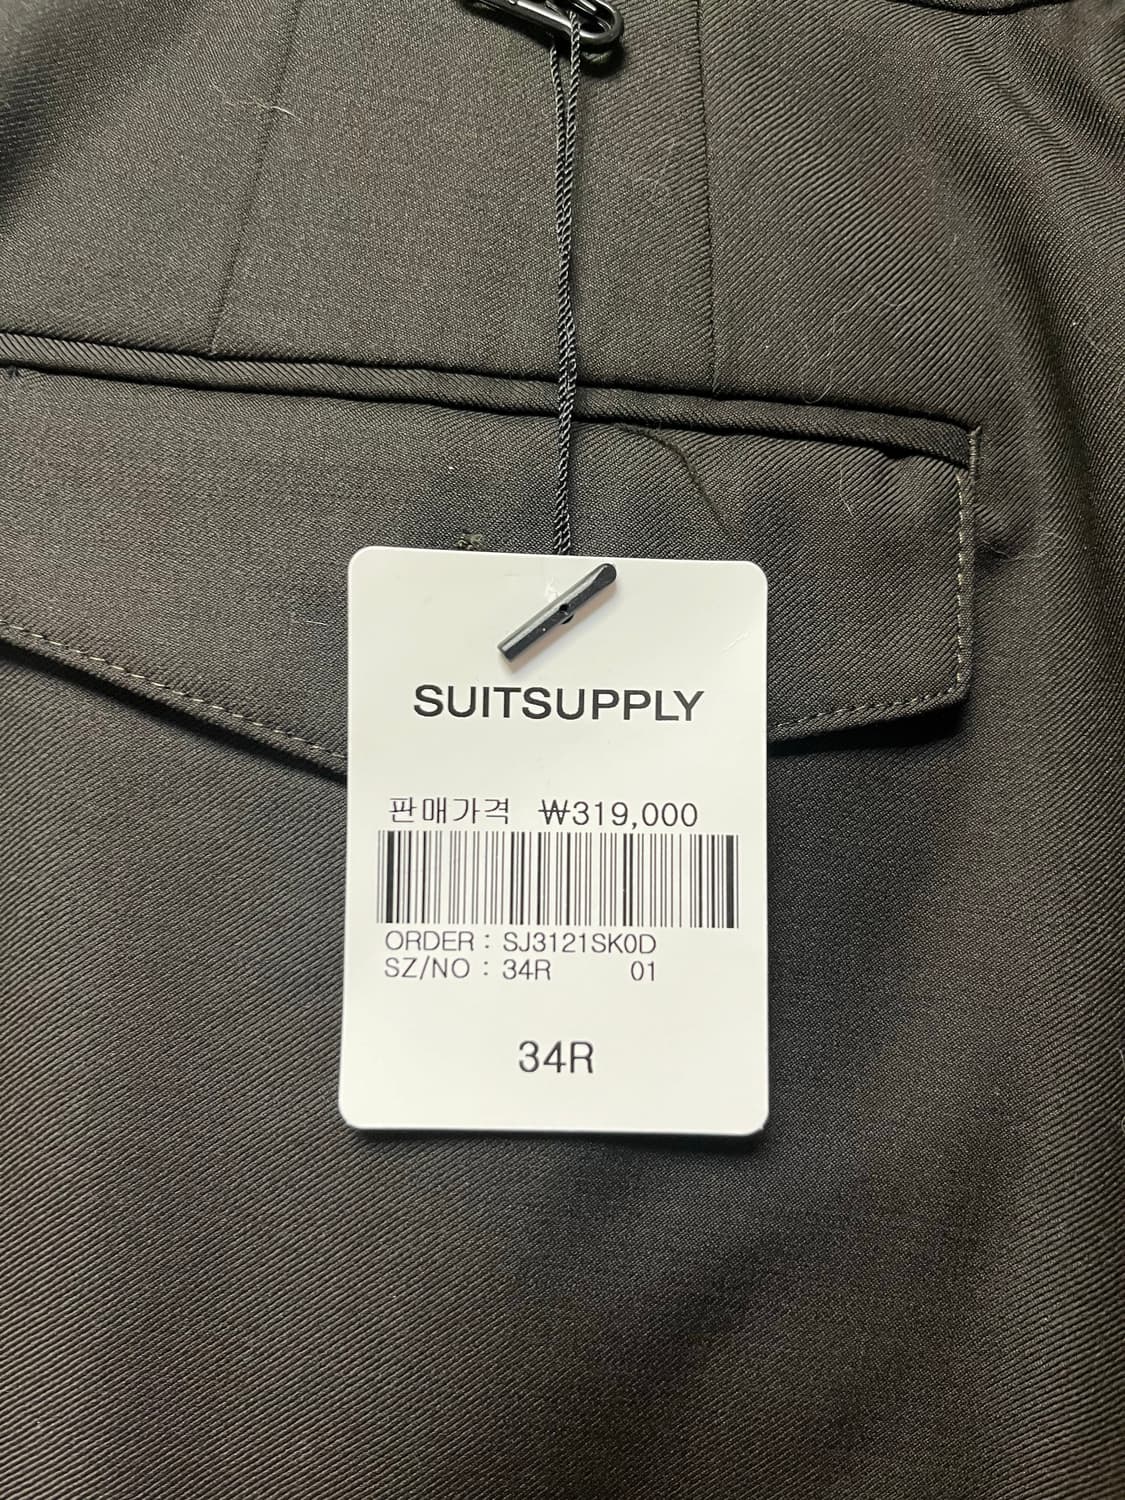 SUITSUPPLY
판매가격 ₩319,000
ORDER : SJ3121SK0D
SZ/NO : 34R 01
34R